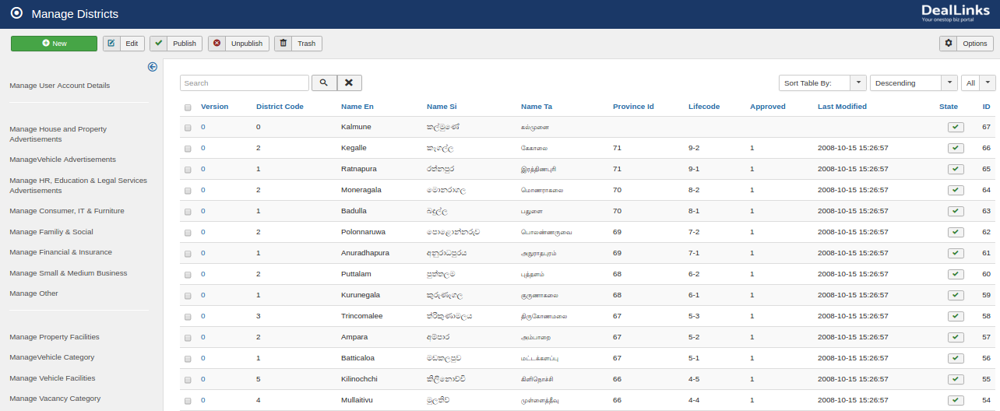 Manage Districts
DealLinks
Your onestop biz portal
New Edit Publish Unpublish Trash Options
Manage User Account Details
Manage House and Property
Advertisements
ManageVehicle Advertisements
Manage HR, Education & Legal Services
Advertisements
Manage Consumer, IT & Furniture
Manage Familiy & Social
Manage Financial & Insurance
Manage Small & Medium Business
Manage Other
Manage Property Facilities
ManageVehicle Category
Manage Vehicle Facilities
Manage Vacancy Category
Search Sort Table By: Descending All
Version District Code Name En Name Si Name Ta Province Id Lifecode Approved Last Modified State ID
0 0 Kalmune කල්මුණේ கல்முனை 67
0 2 Kegalle කෑගල්ල கேகாலை 71 9-2 1 2008-10-15 15:26:57 66
0 1 Ratnapura රත්නපුර இரத்தினபுரி 71 9-1 1 2008-10-15 15:26:57 65
0 2 Moneragala මොනරාගල மொணராகலை 70 8-2 1 2008-10-15 15:26:57 64
0 1 Badulla බදුල්ල பதுளை 70 8-1 1 2008-10-15 15:26:57 63
0 2 Polonnaruwa පොළොන්නරුව பொலண்ணருவை 69 7-2 1 2008-10-15 15:26:57 62
0 1 Anuradhapura අනුරාධපුරය அநுராதபுரம் 69 7-1 1 2008-10-15 15:26:57 61
0 2 Puttalam පුත්තලම புத்தளம் 68 6-2 1 2008-10-15 15:26:57 60
0 1 Kurunegala කුරුණෑගල குருணாகலை 68 6-1 1 2008-10-15 15:26:57 59
0 3 Trincomalee ත්රිකුණාමලය திருகோணமலை 67 5-3 1 2008-10-15 15:26:57 58
0 2 Ampara අම්පාර அம்பாறை 67 5-2 1 2008-10-15 15:26:57 57
0 1 Batticaloa මඩකලපුව மட்டக்களப்பு 67 5-1 1 2008-10-15 15:26:57 56
0 5 Kilinochchi කිලිනොච්චි கிளிநொச்சி 66 4-5 1 2008-10-15 15:26:57 55
0 4 Mullaitivu මුලතිව් முள்ளைத்தீவு 66 4-4 1 2008-10-15 15:26:57 54